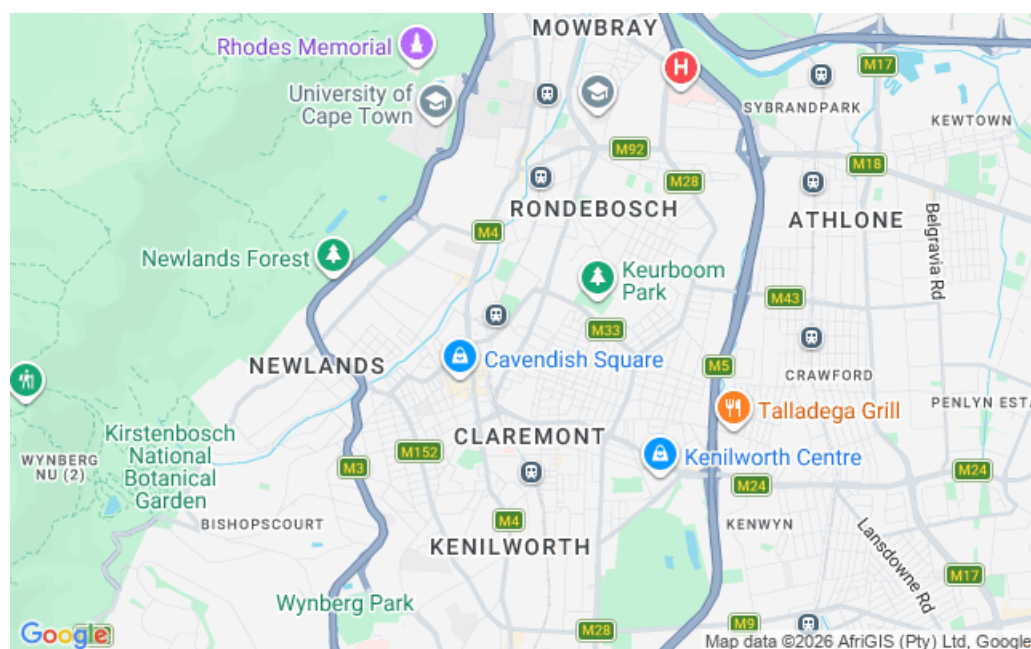 MOWBRAY
Rhodes Memorial
H
M17
University of
Cape Town
SYBRANDPARK
KEWTOWN
M92
M18
M28
RONDEBOSCH
ATHLONE
Belgravia Rd
M4
Newlands Forest
Keurboom
Park
M43
M33
NEWLANDS
Cavendish Square
M5
CRAWFORD
Talladega Grill
PENLYN ESTA
Kirstenbosch
National
Botanical
Garden
WYNBERG
NU (2)
CLAREMONT
M152
M3
Kenilworth Centre
M24
M24
BISHOPSCOURT
M4
KENWYN
Lansdowne Rd
KENILWORTH
M17
Wynberg Park
Google
M28
M9
Map data ©2026 AfriGIS (Pty) Ltd, Google